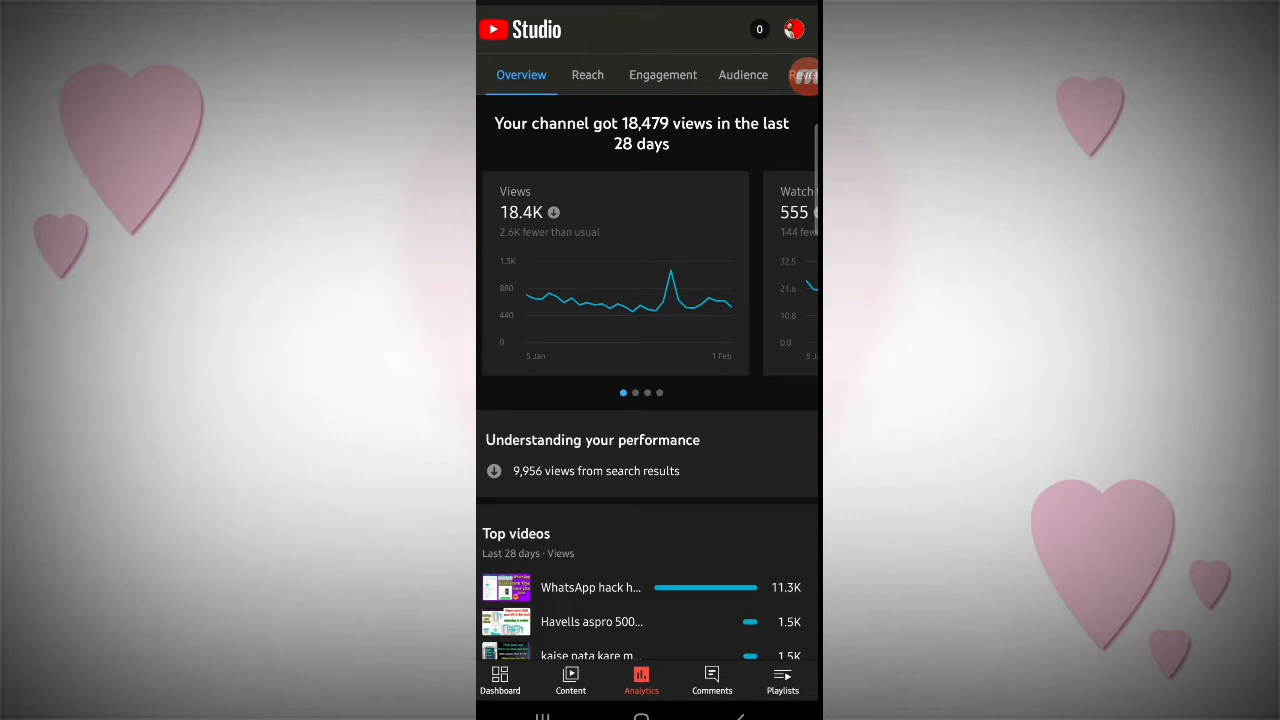 Studio
0
Overview Reach Engagement Audience Reve
Your channel got 18,479 views in the last
28 days
Views
18.4K
2.6K fewer than usual
1.3K
880
440
0
5 Jan 1 Feb
Watch
555
144 few
32.5
21.6
10.8
0.0
5 J
Understanding your performance
9,956 views from search results
Top videos
Last 28 days · Views
WhatsApp hack h... 11.3K
Havells aspro 500... 1.5K
kaise pata kare m... 1.5K
Dashboard Content Analytics Comments Playlists